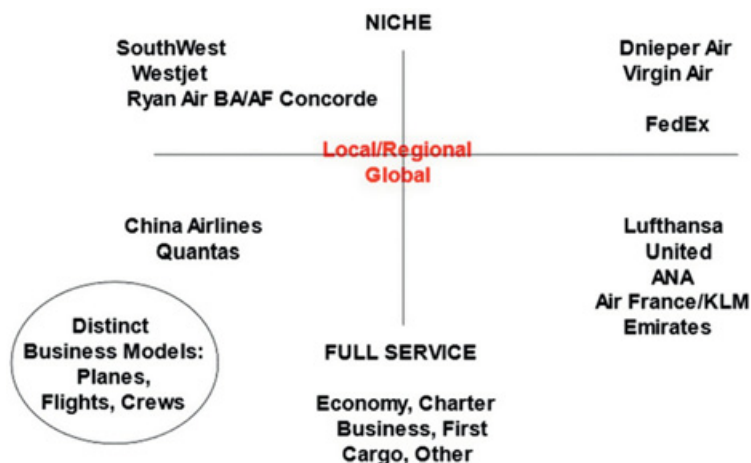 NICHE
SouthWest
Westjet
Ryan Air BA/AF Concorde
Dnieper Air
Virgin Air
FedEx
Local/Regional
Global
China Airlines
Quantas
Lufthansa
United
ANA
Air France/KLM
Emirates
Distinct
Business Models:
Planes,
Flights, Crews
FULL SERVICE
Economy, Charter
Business, First
Cargo, Other